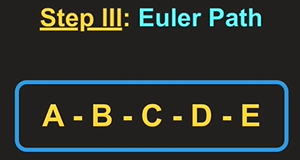 Step III: Euler Path
A - B - C - D - E